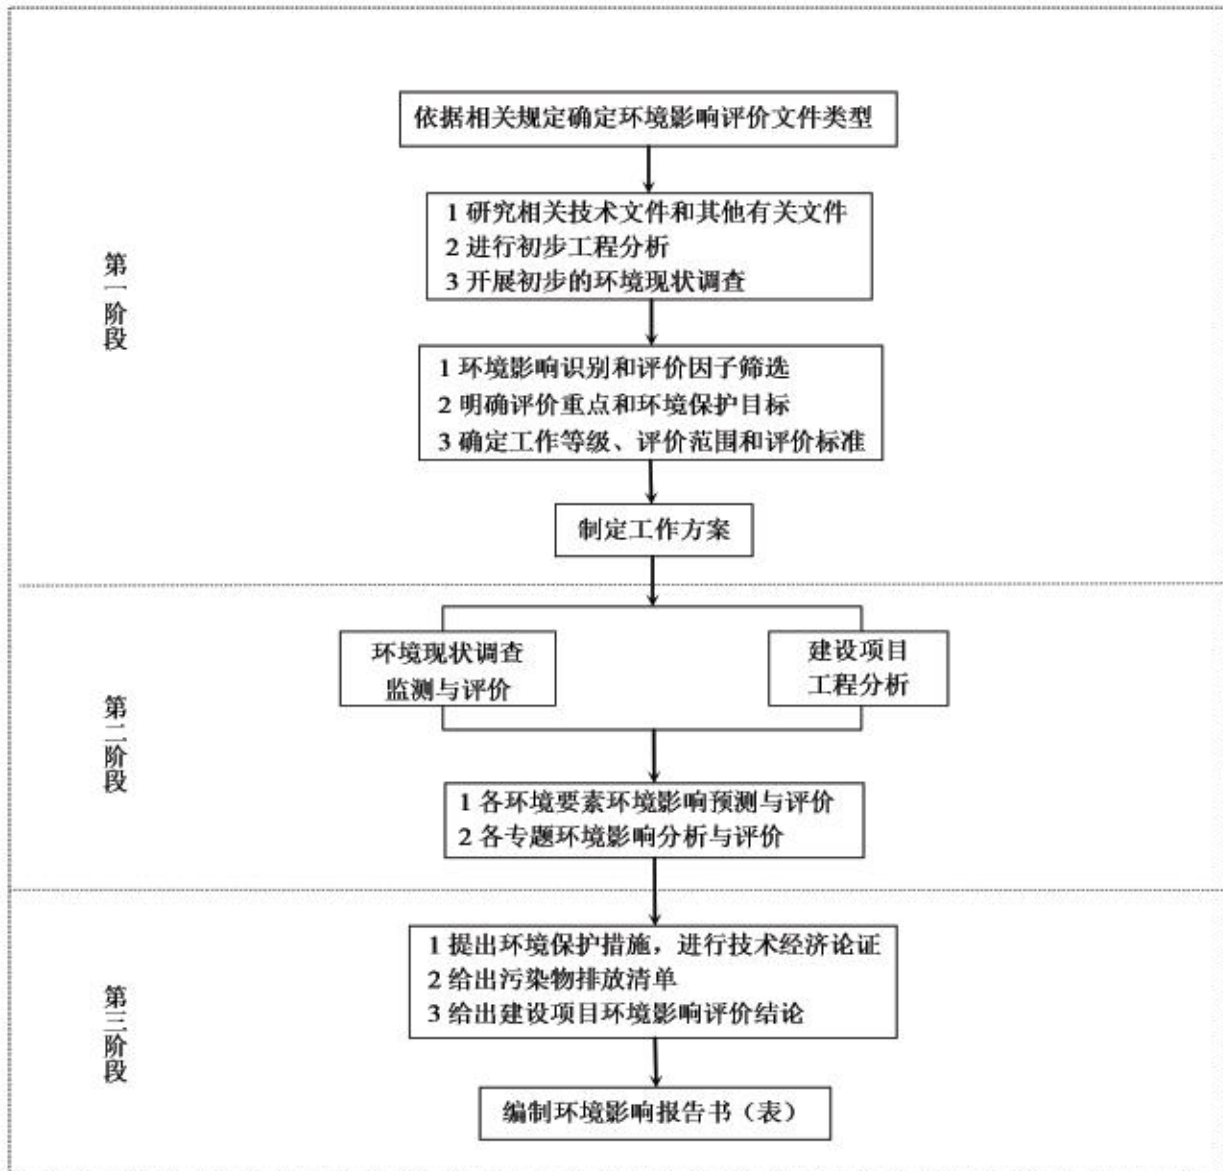 依据相关规定确定环境影响评价文件类型
1 研究相关技术文件和其他有关文件
2 进行初步工程分析
3 开展初步的环境现状调查
第一阶段
1 环境影响识别和评价因子筛选
2 明确评价重点和环境保护目标
3 确定工作等级、评价范围和评价标准
制定工作方案
环境现状调查
监测与评价
建设项目
工程分析
第二阶段
1 各环境要素环境影响预测与评价
2 各专题环境影响分析与评价
1 提出环境保护措施，进行技术经济论证
2 给出污染物排放清单
3 给出建设项目环境影响评价结论
第三阶段
编制环境影响报告书（表）